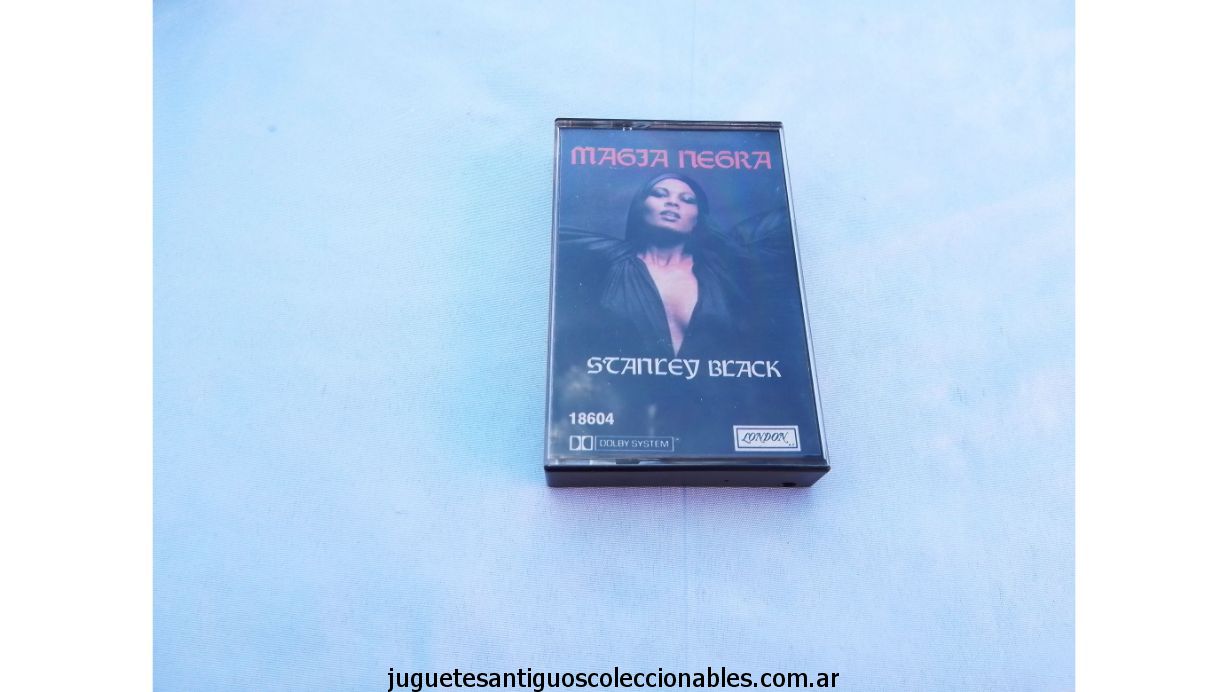 MAGIA NEGRA
STANLEY BLACK
18604
DOLBY SYSTEM
LONDON
juguetesantiguoscoleccionables.com.ar